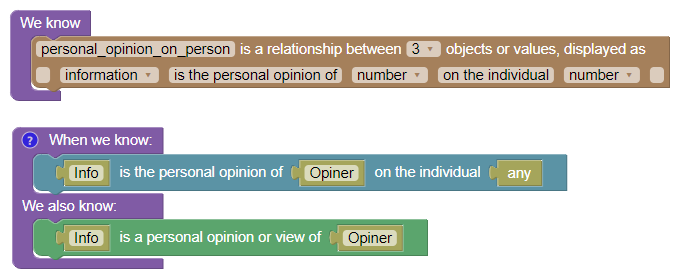 We know
personal_opinion_on_person is a relationship between 3 objects or values, displayed as
information is the personal opinion of number on the individual number
? When we know:
Info is the personal opinion of Opiner on the individual any
We also know:
Info is a personal opinion or view of Opiner